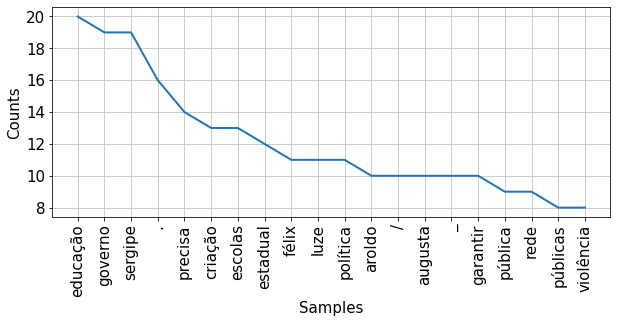 20
18
16
14
12
10
8
Counts
educação
governo
sergipe
.
precisa
criação
escolas
estadual
félix
luze
política
aroldo
/
augusta
–
garantir
pública
rede
públicas
violência
Samples